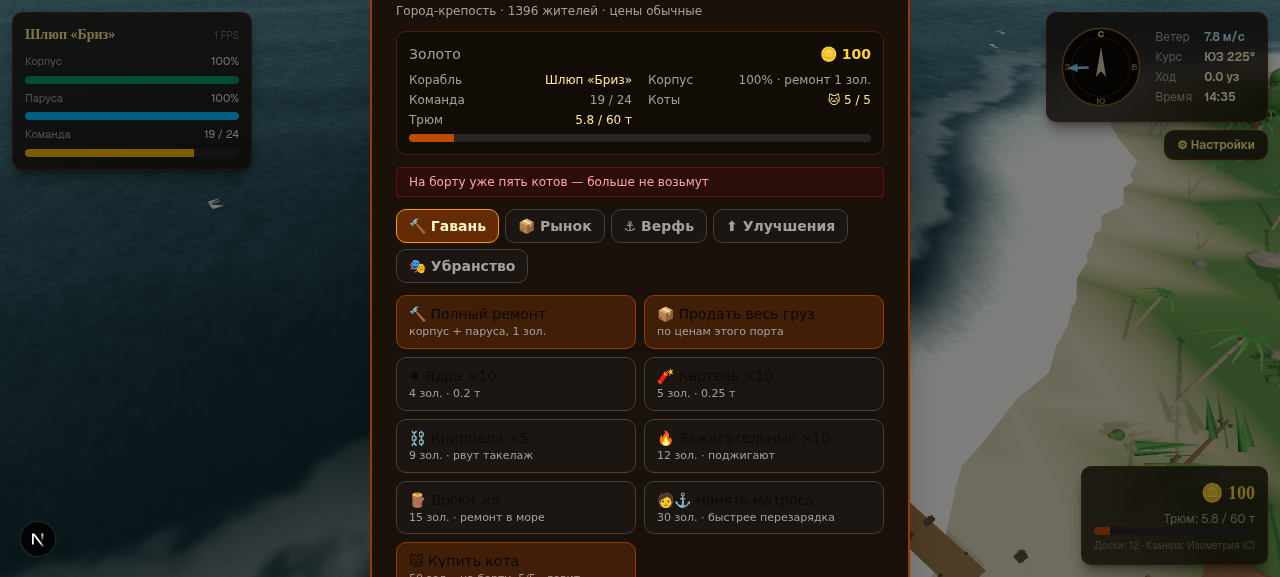 Город-крепость · 1396 жителей · цены обычные
Шлюп «Бриз» 1 FPS
Корпус 100%
Паруса 100%
Команда 19 / 24
Золото 100
Корабль Шлюп «Бриз» Корпус 100% · ремонт 1 зол.
Команда 19 / 24 Коты 5 / 5
Трюм 5.8 / 60 т
На борту уже пять котов — больше не возьмут
Гавань Рынок Верфь Улучшения
Убранство
Полный ремонт
корпус + паруса, 1 зол.
Продать весь груз
по ценам этого порта
Ядра ×10
4 зол. · 0.2 т
Картечь ×10
5 зол. · 0.25 т
Книппели ×5
9 зол. · рвут такелаж
Зажигательные ×10
12 зол. · поджигают
Доски ×5
15 зол. · ремонт в море
Нанять матроса
30 зол. · быстрее перезарядка
Купить кота
С
З В
Ю
Ветер 7.8 м/с
Курс ЮЗ 225°
Ход 0.0 уз
Время 14:35
Настройки
100
Трюм: 5.8 / 60 т
Доски: 12 · Камера: Изометрия (C)
N